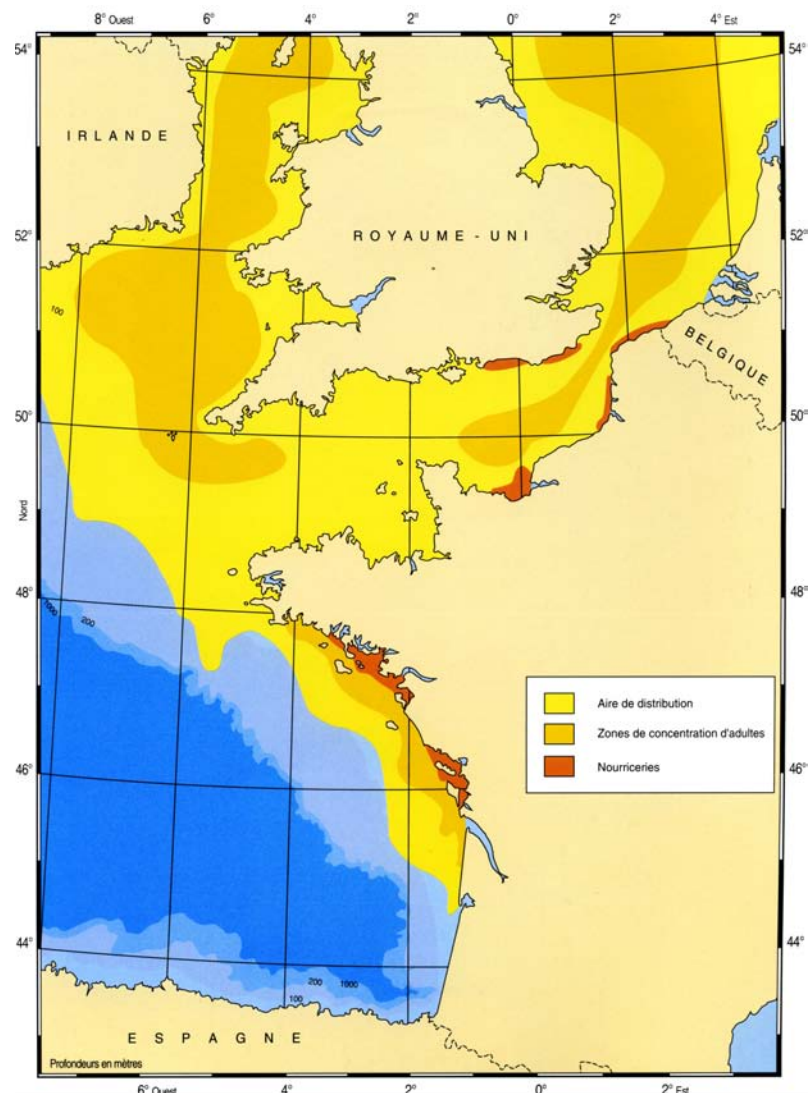 8° Ouest 6° 4° 2° 0° 2° 4° Est
54° 54°
IRLANDE
ROYAUME-UNI
52° 52°
100
BELGIQUE
50° 50°
Nord
48° 48°
1000 200
Aire de distribution
Zones de concentration d'adultes
46° 46°
Nourriceries
44° 44°
200 1000
100
ESPAGNE
Profondeurs en mètres
6° Ouest 4° 2° 0° 2° Est